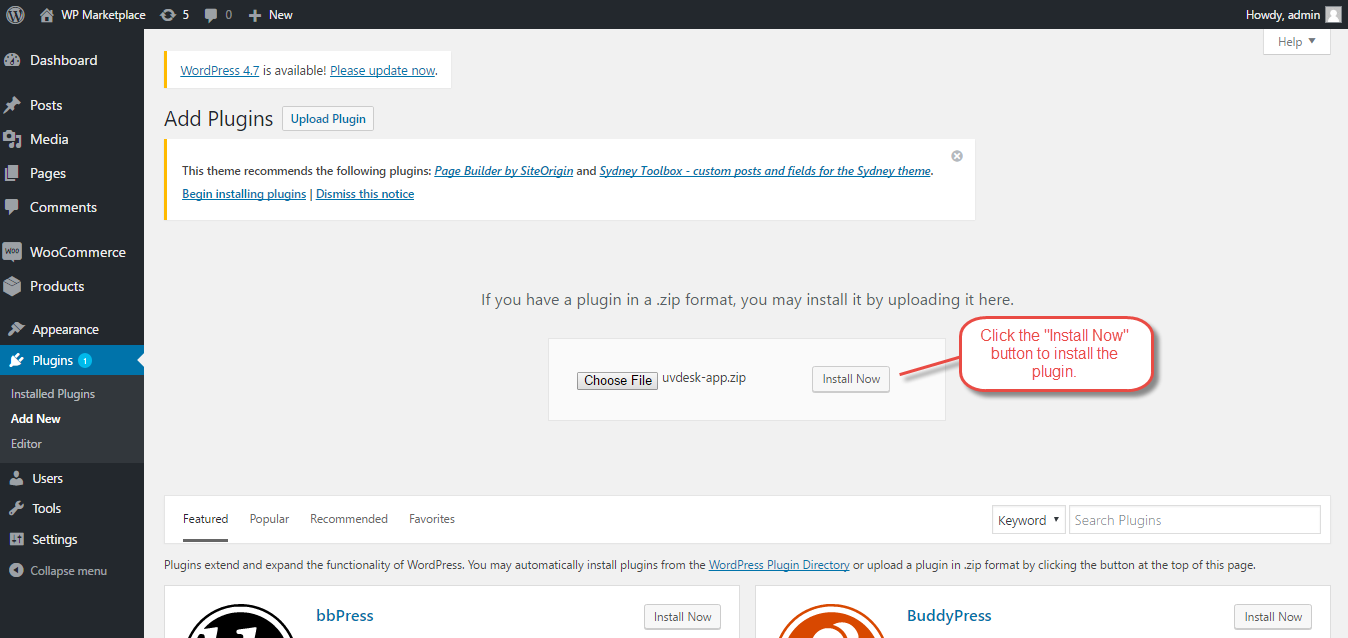 WP Marketplace 5 0 New Howdy, admin
Help
Dashboard
Posts
Media
Pages
Comments
WOO WooCommerce
Products
Appearance
Plugins 1
Installed Plugins
Add New
Editor
Users
Tools
Settings
Collapse menu
WordPress 4.7 is available! Please update now.
Add Plugins Upload Plugin
This theme recommends the following plugins: Page Builder by SiteOrigin and Sydney Toolbox - custom posts and fields for the Sydney theme.
Begin installing plugins | Dismiss this notice
If you have a plugin in a .zip format, you may install it by uploading it here.
Choose File uvdesk-app.zip Install Now
Click the "Install Now"
button to install the
plugin.
Featured Popular Recommended Favorites Keyword Search Plugins
Plugins extend and expand the functionality of WordPress. You may automatically install plugins from the WordPress Plugin Directory or upload a plugin in .zip format by clicking the button at the top of this page.
bbPress Install Now
BuddyPress Install Now